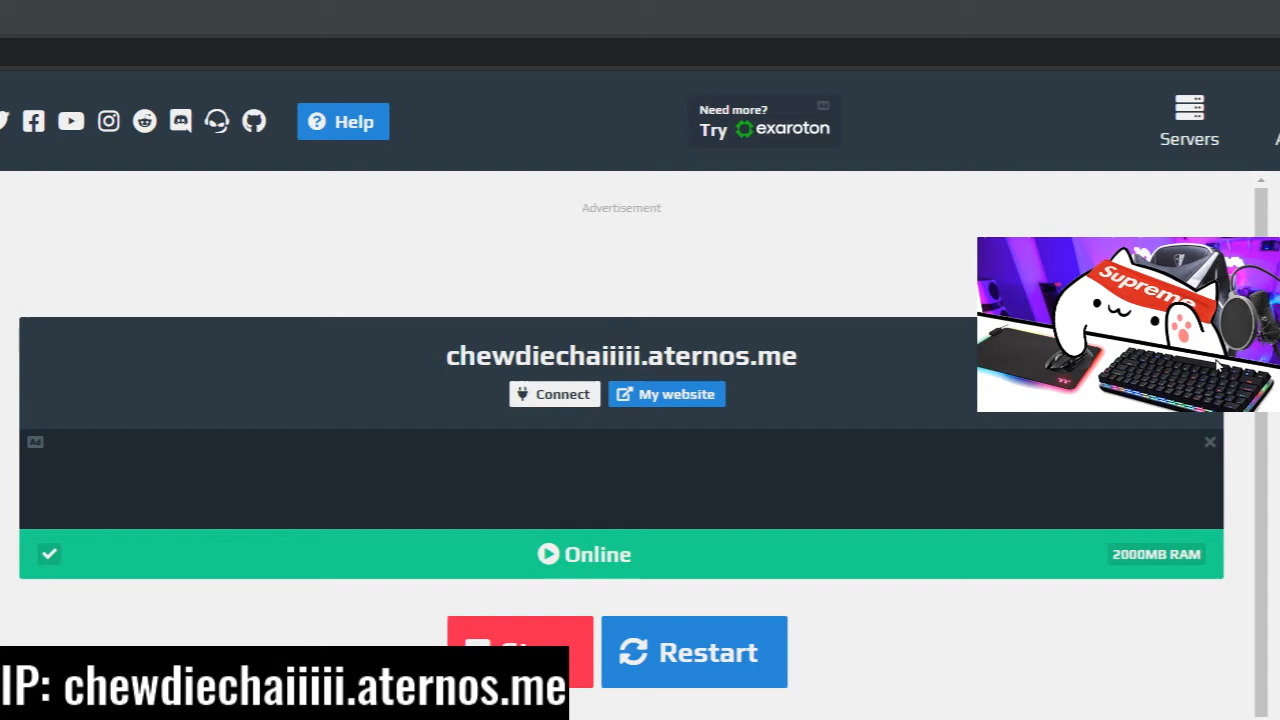 Help
Need more?
Try exaroton
Servers
Advertisement
Supreme
chewdiechaiiiii.aternos.me
Connect
My website
Ad
Online
2000MB RAM
Restart
IP: chewdiechaiiiii.aternos.me